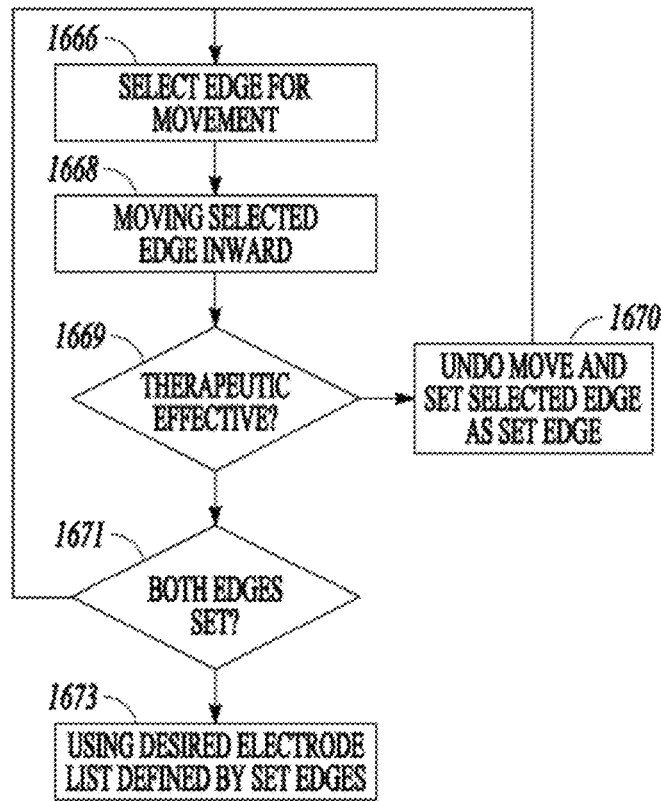 1666
SELECT EDGE FOR
MOVEMENT
1668
MOVING SELECTED
EDGE INWARD
1669
THERAPEUTIC
EFFECTIVE?
1670
UNDO MOVE AND
SET SELECTED EDGE
AS SET EDGE
1671
BOTH EDGES
SET?
1673
USING DESIRED ELECTRODE
LIST DEFINED BY SET EDGES